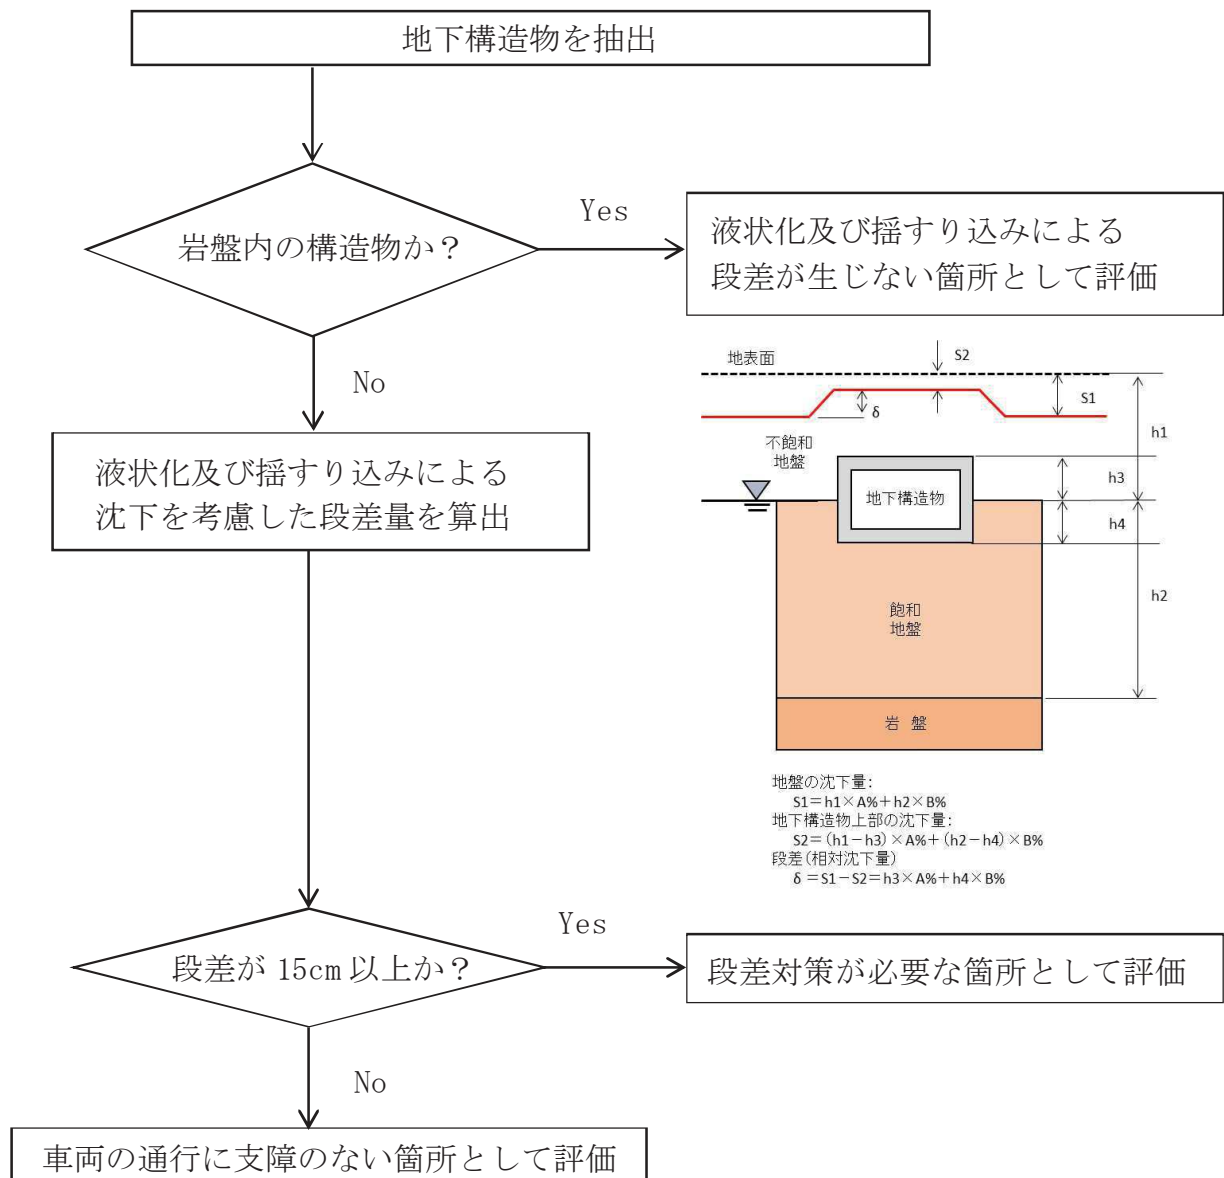 地下構造物を抽出
岩盤内の構造物か？
Yes
液状化及び揺すり込みによる
段差が生じない箇所として評価
No
液状化及び揺すり込みによる
沈下を考慮した段差量を算出
地表面
S2
S1
δ
h1
不飽和
地盤
h3
地下構造物
h4
h2
飽和
地盤
岩 盤
地盤の沈下量:
S1＝h1×A%＋h2×B%
地下構造物上部の沈下量:
S2＝(h1－h3)×A%＋(h2－h4)×B%
段差(相対沈下量)
δ＝S1－S2＝h3×A%＋h4×B%
段差が 15cm 以上か？
Yes
段差対策が必要な箇所として評価
No
車両の通行に支障のない箇所として評価